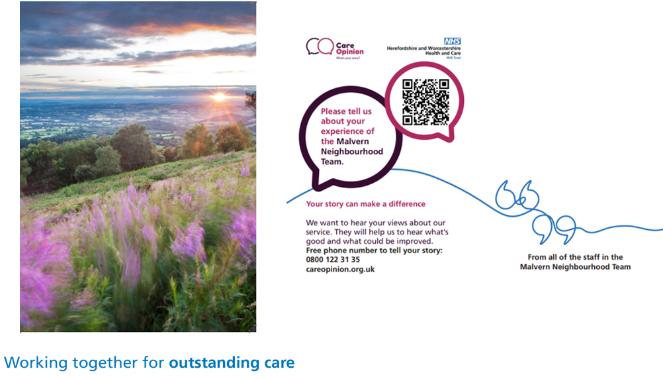 Care
Opinion
What's your story?
NHS
Herefordshire and Worcestershire
Health and Care
NHS Trust
Please tell us
about your
experience of
the Malvern
Neighbourhood
Team.
Your story can make a difference
We want to hear your views about our
service. They will help us to hear what's
good and what could be improved.
Free phone number to tell your story:
0800 122 31 35
careopinion.org.uk
From all of the staff in the
Malvern Neighbourhood Team
Working together for outstanding care